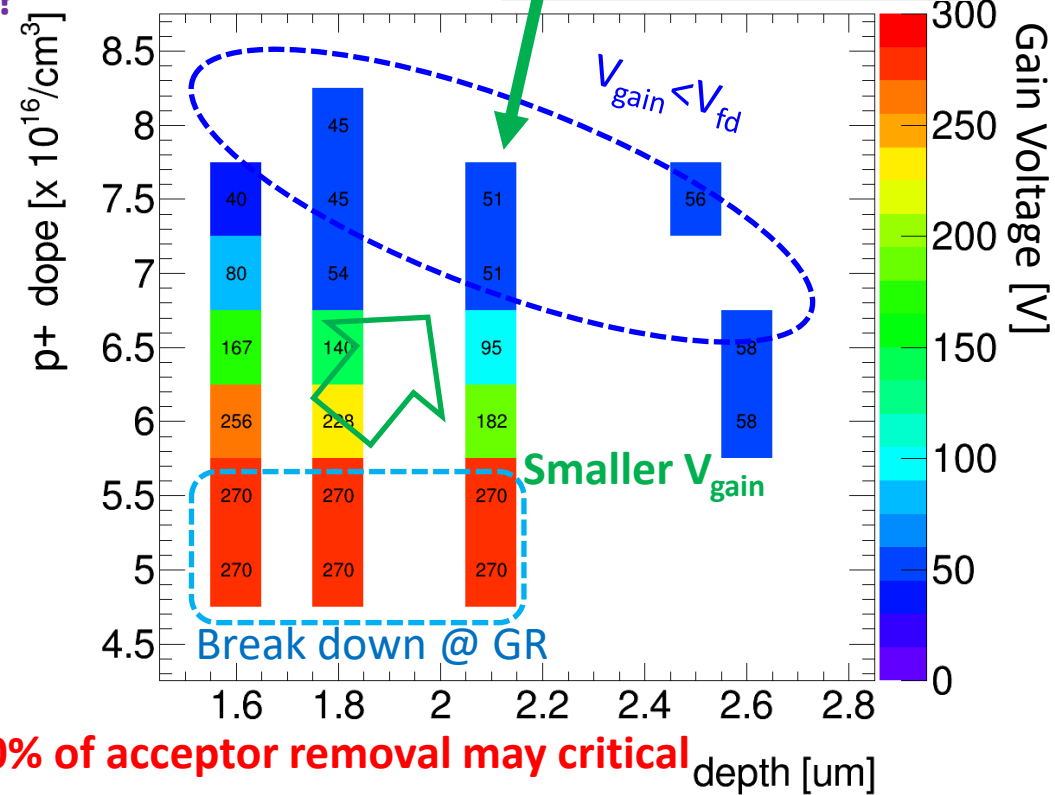 p+ dope [x 10^16/cm^3]
8.5
8
7.5
7
6.5
6
5.5
5
4.5
V_gain <V_fd
45
40 45 51 56
80 54 51
167 140 95 58
256 228 182 58
Smaller V_gain
270 270 270
270 270 270
Break down @ GR
1.6 1.8 2 2.2 2.4 2.6 2.8
depth [um]
300
250
200
150
100
50
0
Gain Voltage [V]
0% of acceptor removal may critical